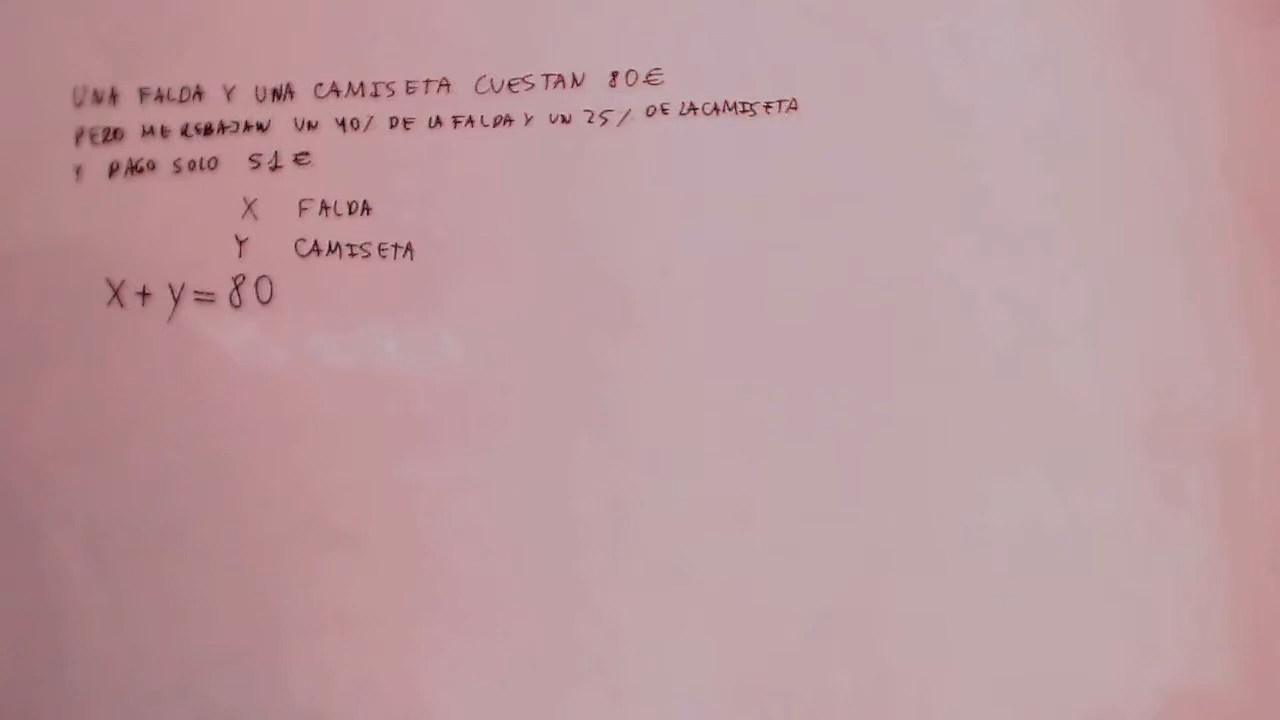 UNA FALDA Y UNA CAMISETA CUESTAN 80€
PERO ME REBAJAN UN 40% DE LA FALDA Y UN 25% DE LA CAMISETA
Y PAGO SOLO 51€
X FALDA
Y CAMISETA
x + y = 80